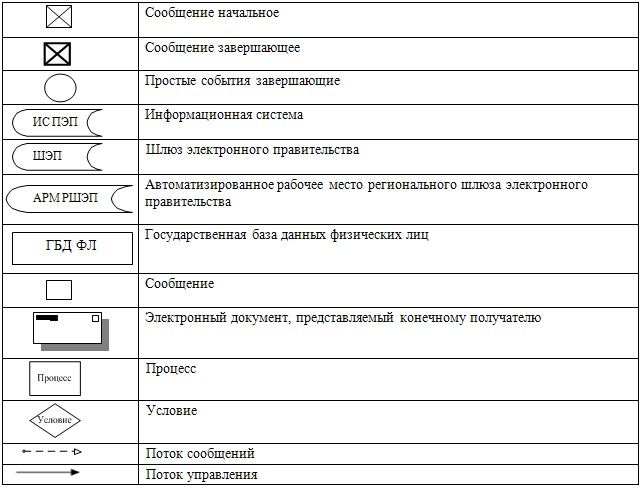 Сообщение начальное
Сообщение завершающее
Простые события завершающие
ИС ПЭП
Информационная система
ШЭП
Шлюз электронного правительства
АРМ РШЭП
Автоматизированное рабочее место регионального шлюза электронного
правительства
ГБД ФЛ
Государственная база данных физических лиц
Сообщение
Электронный документ, представляемый конечному получателю
Процесс
Процесс
Условие
Условие
Поток сообщений
Поток управления